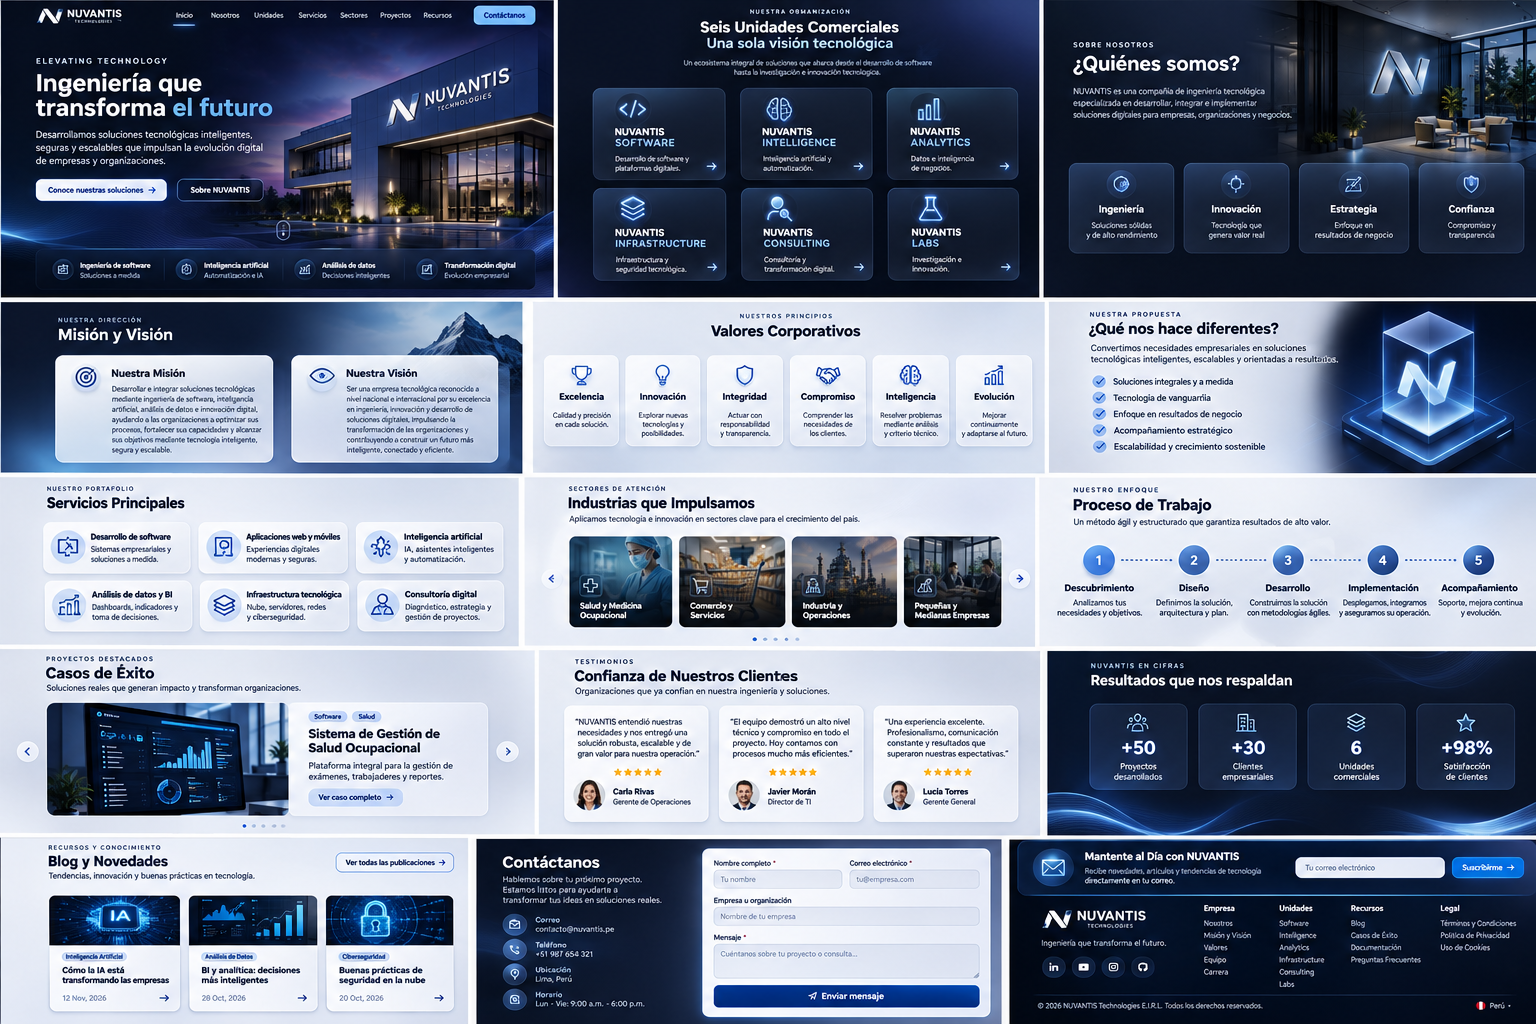 NUVANTIS
TECHNOLOGIES
Inicio
Nosotros
Unidades
Servicios
Sectores
Proyectos
Recursos
Contáctanos
ELEVATING TECHNOLOGY
Ingeniería que
transforma el futuro
Desarrollamos soluciones tecnológicas inteligentes,
seguras y escalables que impulsan la evolución digital
de empresas y organizaciones.
Conoce nuestras soluciones →
Sobre NUVANTIS
NUVANTIS
TECHNOLOGIES
Ingeniería de software
Soluciones a medida
Inteligencia artificial
Automatización e IA
Análisis de datos
Decisiones inteligentes
Transformación digital
Evolución empresarial
NUESTRA
Seis Unidades Comerciales
Una sola visión tecnológica
Un ecosistema integral de soluciones que abarca desde el desarrollo de software
hasta la investigación e innovación tecnológica.
NUVANTIS
SOFTWARE
Desarrollo de software y
plataformas digitales. →
NUVANTIS
INTELLIGENCE
Inteligencia artificial y
automatización. →
NUVANTIS
ANALYTICS
Datos e inteligencia
de negocios. →
NUVANTIS
INFRASTRUCTURE
Infraestructura y
seguridad tecnológica. →
NUVANTIS
CONSULTING
Consultoría y
transformación digital. →
NUVANTIS
LABS
Investigación e
innovación. →
SOBRE NOSOTROS
¿Quiénes somos?
NUVANTIS es una compañía de ingeniería tecnológica
especializada en desarrollar, integrar e implementar
soluciones digitales para empresas, organizaciones y negocios.
Ingeniería
Soluciones sólidas
y de alto rendimiento
Innovación
Tecnología que
genera valor real
Estrategia
Enfoque en
resultados de negocio
Confianza
Compromiso y
transparencia
NUESTRA DIRECCIÓN
Misión y Visión
Nuestra Misión
Desarrollar e integrar soluciones tecnológicas
mediante ingeniería de software, inteligencia
artificial, análisis de datos e innovación digital,
ayudando a las organizaciones a optimizar sus
procesos, fortalecer sus capacidades y alcanzar
sus objetivos mediante tecnología inteligente,
segura y escalable.
Nuestra Visión
Ser una empresa tecnológica reconocida a
nivel nacional e internacional por su excelencia
en ingeniería, innovación y desarrollo de
soluciones digitales, impulsando la
transformación de las organizaciones y
contribuyendo a construir un futuro más
inteligente, conectado y eficiente.
NUESTROS PRINCIPIOS
Valores Corporativos
Excelencia
Calidad y precisión
en cada solución.
Innovación
Explorar nuevas
tecnologías y
posibilidades.
Integridad
Actuar con
responsabilidad
y transparencia.
Compromiso
Comprender las
necesidades de
los clientes.
Inteligencia
Resolver problemas
mediante análisis
y criterio técnico.
Evolución
Mejorar
continuamente
y adaptarse al futuro.
NUESTRA PROPUESTA
¿Qué nos hace diferentes?
Convertimos necesidades empresariales en soluciones
tecnológicas inteligentes, escalables y orientadas a resultados.
Soluciones integrales y a medida
Tecnología de vanguardia
Enfoque en resultados de negocio
Acompañamiento estratégico
Escalabilidad y crecimiento sostenible
NUESTRO PORTAFOLIO
Servicios Principales
Desarrollo de software
Sistemas empresariales y
soluciones a medida.
Aplicaciones web y móviles
Experiencias digitales
modernas y seguras.
Inteligencia artificial
IA, asistentes inteligentes
y automatización.
Análisis de datos y BI
Dashboards, indicadores y
toma de decisiones.
Infraestructura tecnológica
Nube, servidores, redes
y ciberseguridad.
Consultoría digital
Diagnóstico, estrategia y
gestión de proyectos.
SECTORES DE ATENCIÓN
Industrias que Impulsamos
Aplicamos tecnología e innovación en sectores clave para el crecimiento del país.
Salud y Medicina
Ocupacional
Comercio y
Servicios
Industria y
Operaciones
Pequeñas y
Medianas Empresas
NUESTRO ENFOQUE
Proceso de Trabajo
Un método ágil y estructurado que garantiza resultados de alto valor.
1
Descubrimiento
Analizamos tus
necesidades y objetivos.
2
Diseño
Definimos la solución,
arquitectura y plan.
3
Desarrollo
Construimos la solución
con metodologías ágiles.
4
Implementación
Desplegamos, integramos
y aseguramos su operación.
5
Acompañamiento
Soporte, mejora continua
y evolución.
PROYECTOS DESTACADOS
Casos de Éxito
Soluciones reales que generan impacto y transforman organizaciones.
Software
Salud
Sistema de Gestión de
Salud Ocupacional
Plataforma integral para la gestión de
exámenes, trabajadores y reportes.
Ver caso completo →
TESTIMONIOS
Confianza de Nuestros Clientes
Organizaciones que ya confían en nuestra ingeniería y soluciones.
"NUVANTIS entendió nuestras
necesidades y nos entregó una
solución robusta, escalable y de
gran valor para nuestra operación."
Carla Rivas
Gerente de Operaciones
"El equipo demostró un alto nivel
técnico y compromiso en todo el
proyecto. Hoy contamos con
procesos mucho más eficientes."
Javier Morán
Director de TI
"Una experiencia excelente.
Profesionalismo, comunicación
constante y resultados que
superaron nuestras expectativas."
Lucía Torres
Gerente General
NUVANTIS EN CIFRAS
Resultados que nos respaldan
+50
Proyectos
desarrollados
+30
Clientes
empresariales
6
Unidades
comerciales
+98%
Satisfacción
de clientes
RECURSOS Y CONOCIMIENTO
Blog y Novedades
Tendencias, innovación y buenas prácticas en tecnología.
Ver todas las publicaciones →
IA
Inteligencia Artificial
Cómo la IA está
transformando las empresas
12 Nov, 2026 →
Análisis de Datos
BI y analítica: decisiones
más inteligentes
28 Oct, 2026 →
Ciberseguridad
Buenas prácticas de
seguridad en la nube
20 Oct, 2026 →
Contáctanos
Hablemos sobre tu próximo proyecto.
Estamos listos para ayudarte a
transformar tus ideas en soluciones reales.
Correo
contacto@nuvantis.pe
Teléfono
+51 987 654 321
Ubicación
Lima, Perú
Horario
Lun - Vie: 9:00 a.m. - 6:00 p.m.
Nombre completo *
Tu nombre
Correo electrónico *
tu@empresa.com
Empresa u organización
Nombre de tu empresa
Mensaje *
Cuéntanos sobre tu proyecto o consulta...
Enviar mensaje
Mantente al Día con NUVANTIS
Recibe novedades, artículos y tendencias de tecnología
directamente en tu correo.
Tu correo electrónico
Suscribirme →
NUVANTIS
TECHNOLOGIES
Ingeniería que transforma el futuro.
in
Empresa
Nosotros
Misión y Visión
Valores
Equipo
Carrera
Unidades
Software
Intelligence
Analytics
Infrastructure
Consulting
Labs
Recursos
Blog
Casos de Éxito
Documentación
Preguntas Frecuentes
Legal
Términos y Condiciones
Política de Privacidad
Uso de Cookies
© 2026 NUVANTIS Technologies E.I.R.L. Todos los derechos reservados.
Perú